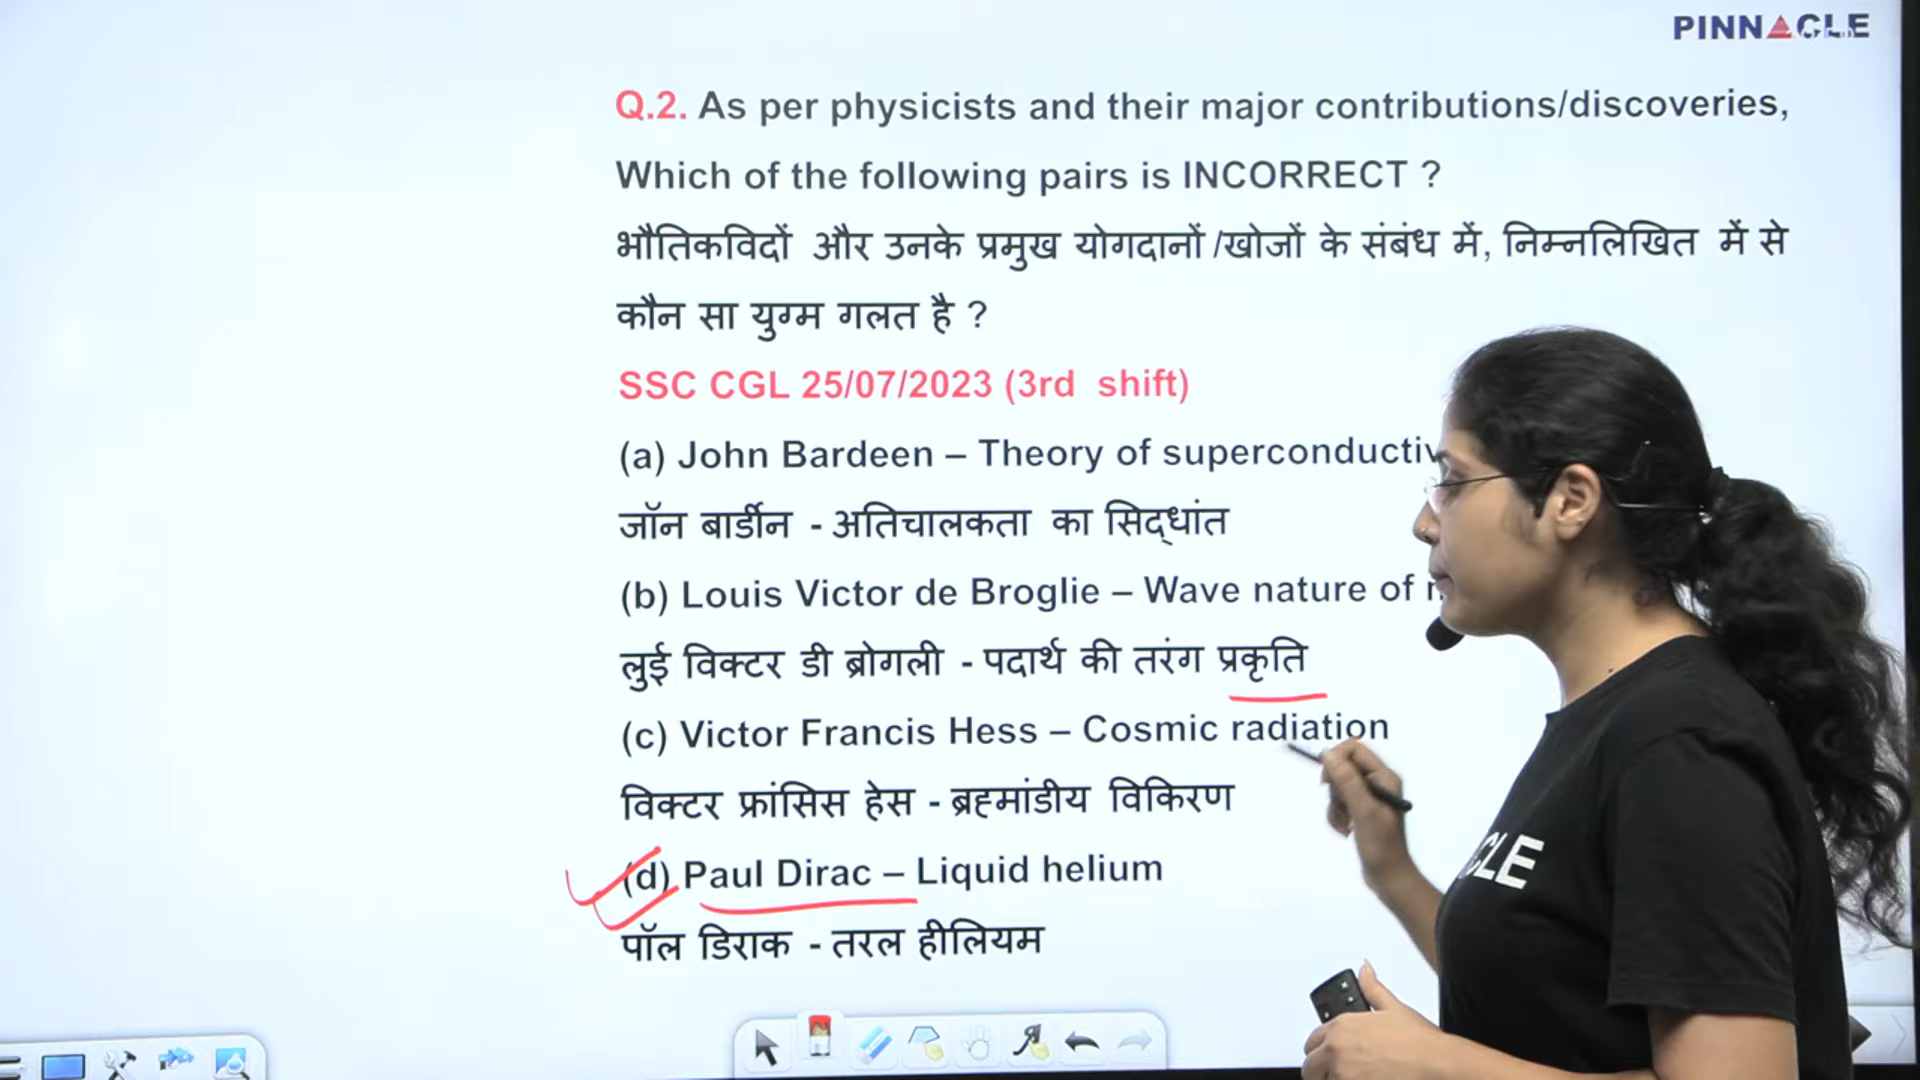 PINNACLE
Q.2. As per physicists and their major contributions/discoveries,
Which of the following pairs is INCORRECT ?
भौतिकविदों और उनके प्रमुख योगदानों /खोजों के संबंध में, निम्नलिखित में से
कौन सा युग्म गलत है ?
SSC CGL 25/07/2023 (3rd shift)
(a) John Bardeen – Theory of
जॉन बार्डीन - अतिचालकता का सिद्धांत
(b) Louis Victor de Broglie – Wave nature of
लुई विक्टर डी ब्रोगली - पदार्थ की तरंग प्रकृति
(c) Victor Francis Hess – Cosmic radiation
विक्टर फ्रांसिस हेस - ब्रह्मांडीय विकिरण
(d) Paul Dirac – Liquid helium
पॉल डिराक - तरल हीलियम